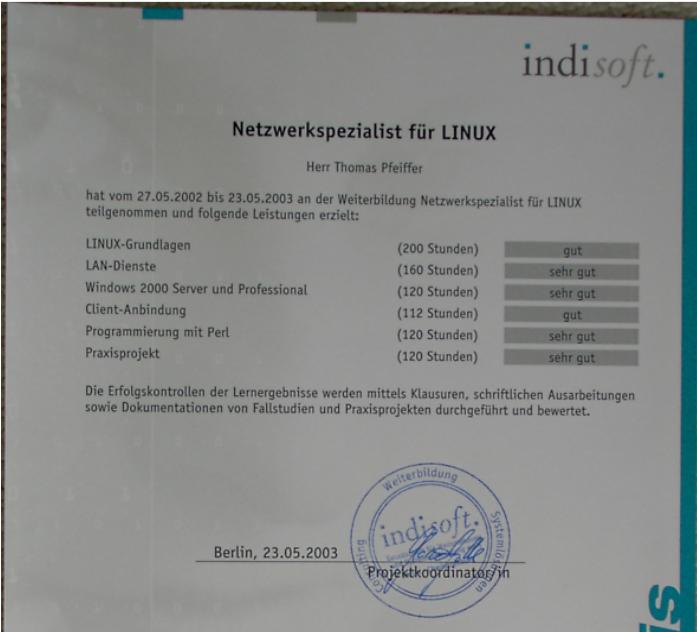 indisoft.
Netzwerkspezialist für LINUX
Herr Thomas Pfeiffer
hat vom 27.05.2002 bis 23.05.2003 an der Weiterbildung Netzwerkspezialist für LINUX
teilgenommen und folgende Leistungen erzielt:
LINUX-Grundlagen (200 Stunden) gut
LAN-Dienste (160 Stunden) sehr gut
Windows 2000 Server und Professional (120 Stunden) sehr gut
Client-Anbindung (112 Stunden) gut
Programmierung mit Perl (120 Stunden) sehr gut
Praxisprojekt (120 Stunden) sehr gut
Die Erfolgskontrollen der Lernergebnisse werden mittels Klausuren, schriftlichen Ausarbeitungen
sowie Dokumentationen von Fallstudien und Praxisprojekten durchgeführt und bewertet.
Weiterbildung
Systemlösungen
Consulting
indisoft.
Berlin, 23.05.2003
Projektkoordinator/in
is